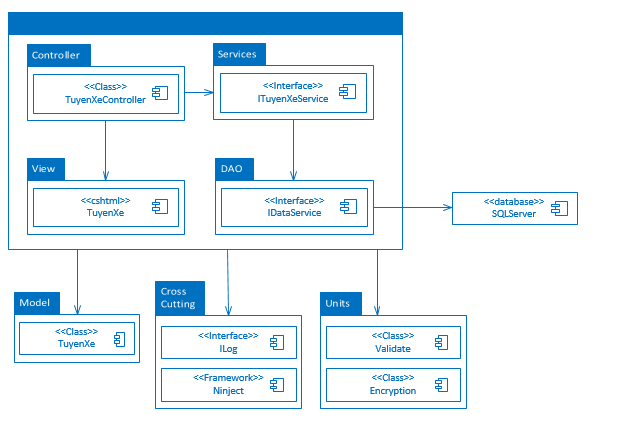 Controller
<<Class>>
TuyenXeController
Services
<<Interface>>
ITuyenXeService
View
<<cshtml>>
TuyenXe
DAO
<<Interface>>
IDataService
<<database>>
SQLServer
Model
<<Class>>
TuyenXe
Cross
Cutting
<<Interface>>
ILog
<<Framework>>
Ninject
Units
<<Class>>
Validate
<<Class>>
Encryption